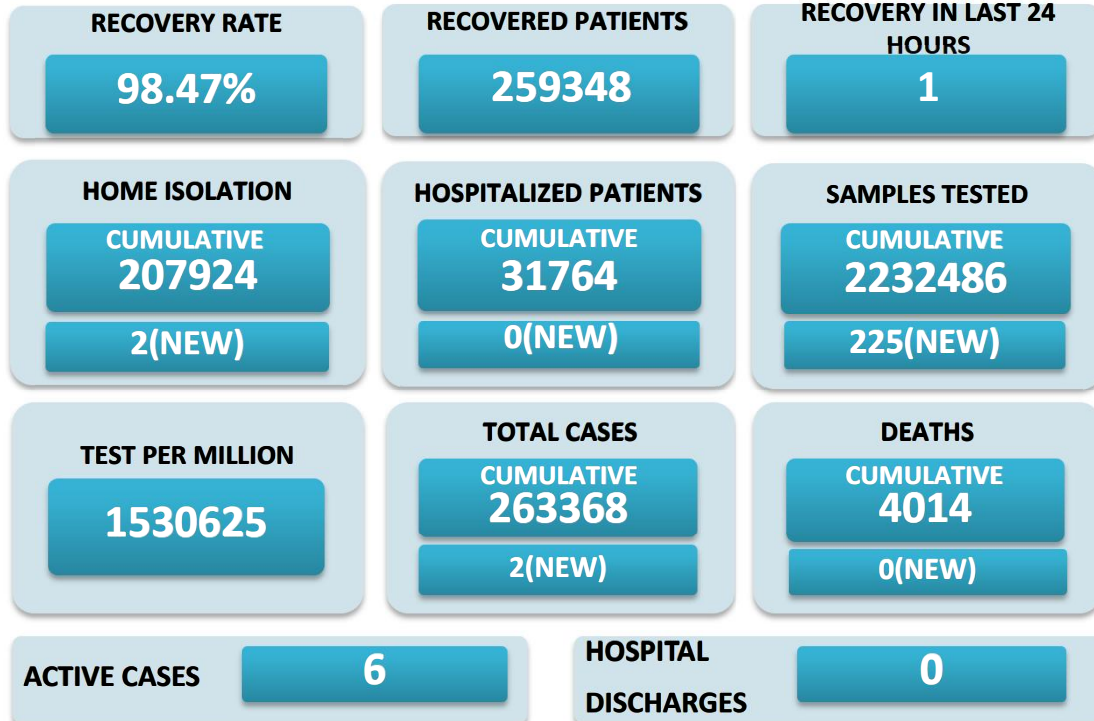 RECOVERY RATE
98.47%
RECOVERED PATIENTS
259348
RECOVERY IN LAST 24
HOURS
1
HOME ISOLATION
CUMULATIVE
207924
2(NEW)
HOSPITALIZED PATIENTS
CUMULATIVE
31764
0(NEW)
SAMPLES TESTED
CUMULATIVE
2232486
225(NEW)
TEST PER MILLION
1530625
TOTAL CASES
CUMULATIVE
263368
2(NEW)
DEATHS
CUMULATIVE
4014
0(NEW)
ACTIVE CASES
6
HOSPITAL
DISCHARGES
0